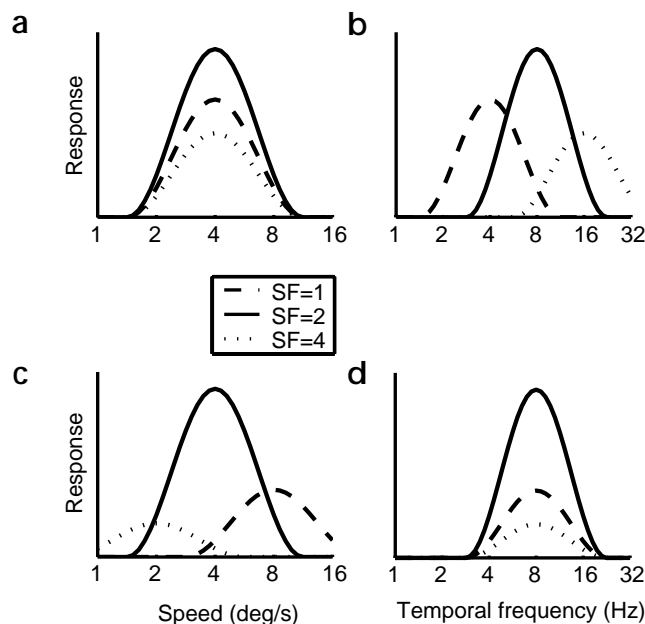 a
b
Response
1 2 4 8 16
1 2 4 8 16 32
SF=1
SF=2
SF=4
c
d
Response
1 2 4 8 16
1 2 4 8 16 32
Speed (deg/s)
Temporal frequency (Hz)